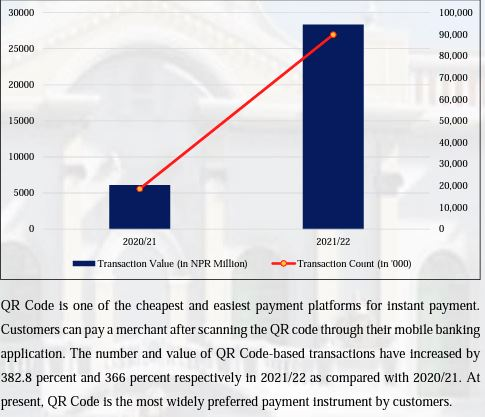 30000 100,000
25000 90,000
80,000
20000 70,000
60,000
15000 50,000
10000 40,000
30,000
5000 20,000
10,000
0 0
2020/21 2021/22
Transaction Value (in NPR Million) Transaction Count (in '000)
QR Code is one of the cheapest and easiest payment platforms for instant payment.
Customers can pay a merchant after scanning the QR code through their mobile banking
application. The number and value of QR Code-based transactions have increased by
382.8 percent and 366 percent respectively in 2021/22 as compared with 2020/21. At
present, QR Code is the most widely preferred payment instrument by customers.